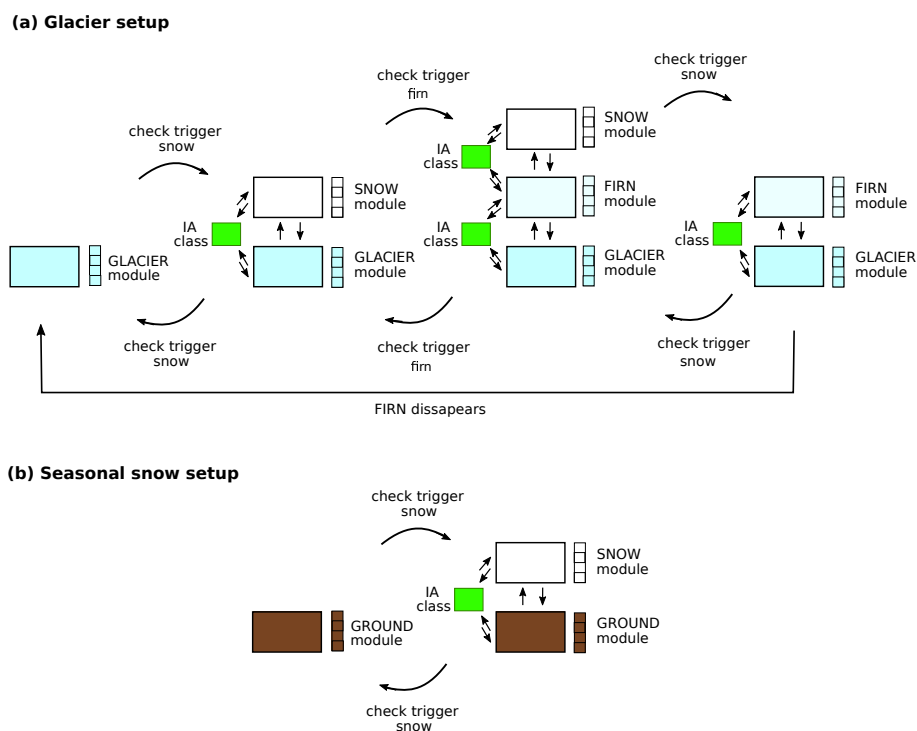 (a) Glacier setup
check trigger
snow
check trigger
firn
check trigger
snow
GLACIER
module
IA
class
SNOW
module
GLACIER
module
IA
class
IA
class
SNOW
module
FIRN
module
GLACIER
module
IA
class
FIRN
module
GLACIER
module
check trigger
snow
check trigger
firn
check trigger
snow
FIRN dissapears
(b) Seasonal snow setup
check trigger
snow
GROUND
module
IA
class
SNOW
module
GROUND
module
check trigger
snow